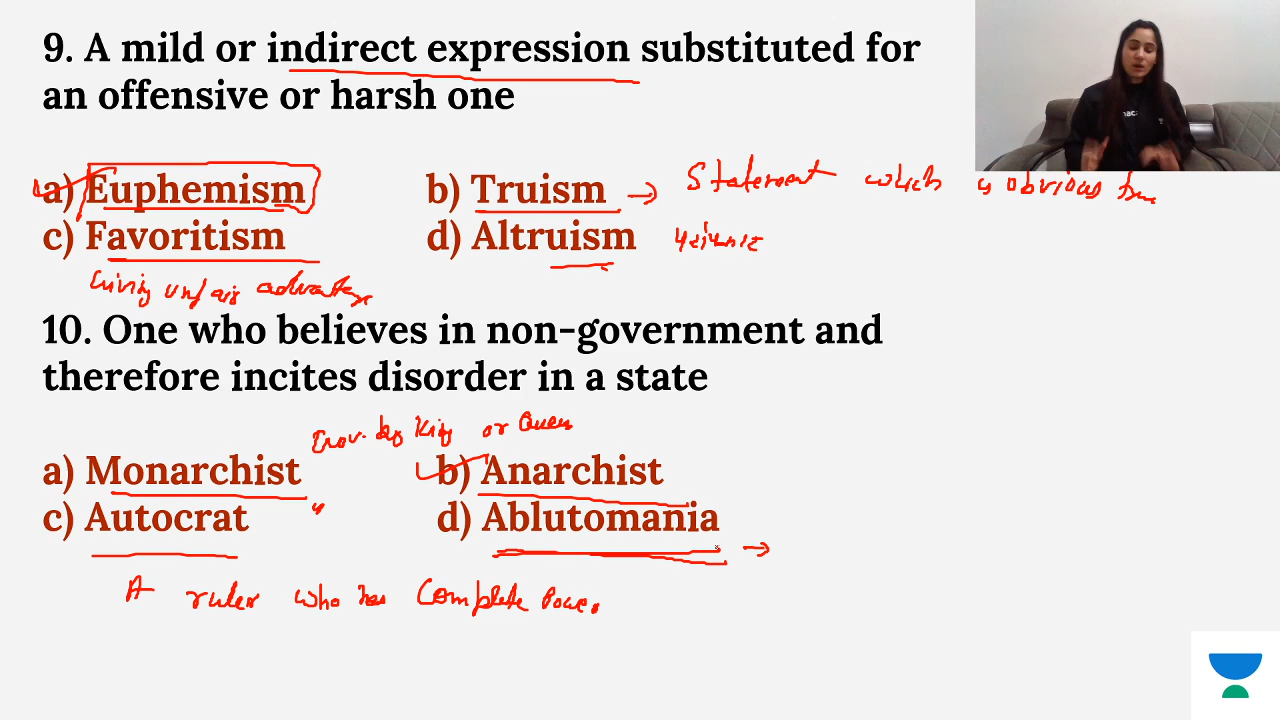 9. A mild or indirect expression substituted for
an offensive or harsh one
a) Euphemism b) Truism → Statement which is obvious true
c) Favoritism d) Altruism
Giving unfair advantage
10. One who believes in non-government and
therefore incites disorder in a state
Gov. by King or Queen
a) Monarchist b) Anarchist
c) Autocrat d) Ablutomania →
A ruler who has Complete Power